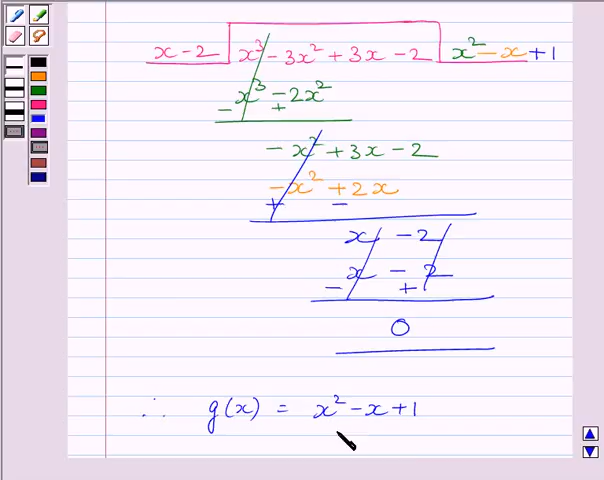 x - 2 x³ - 3x² + 3x - 2 x² - x + 1
x³ - 2x²
- +
- x² + 3x - 2
- x² + 2x
+ -
x - 2
x - 2
- +
0
∴ g(x) = x² - x + 1